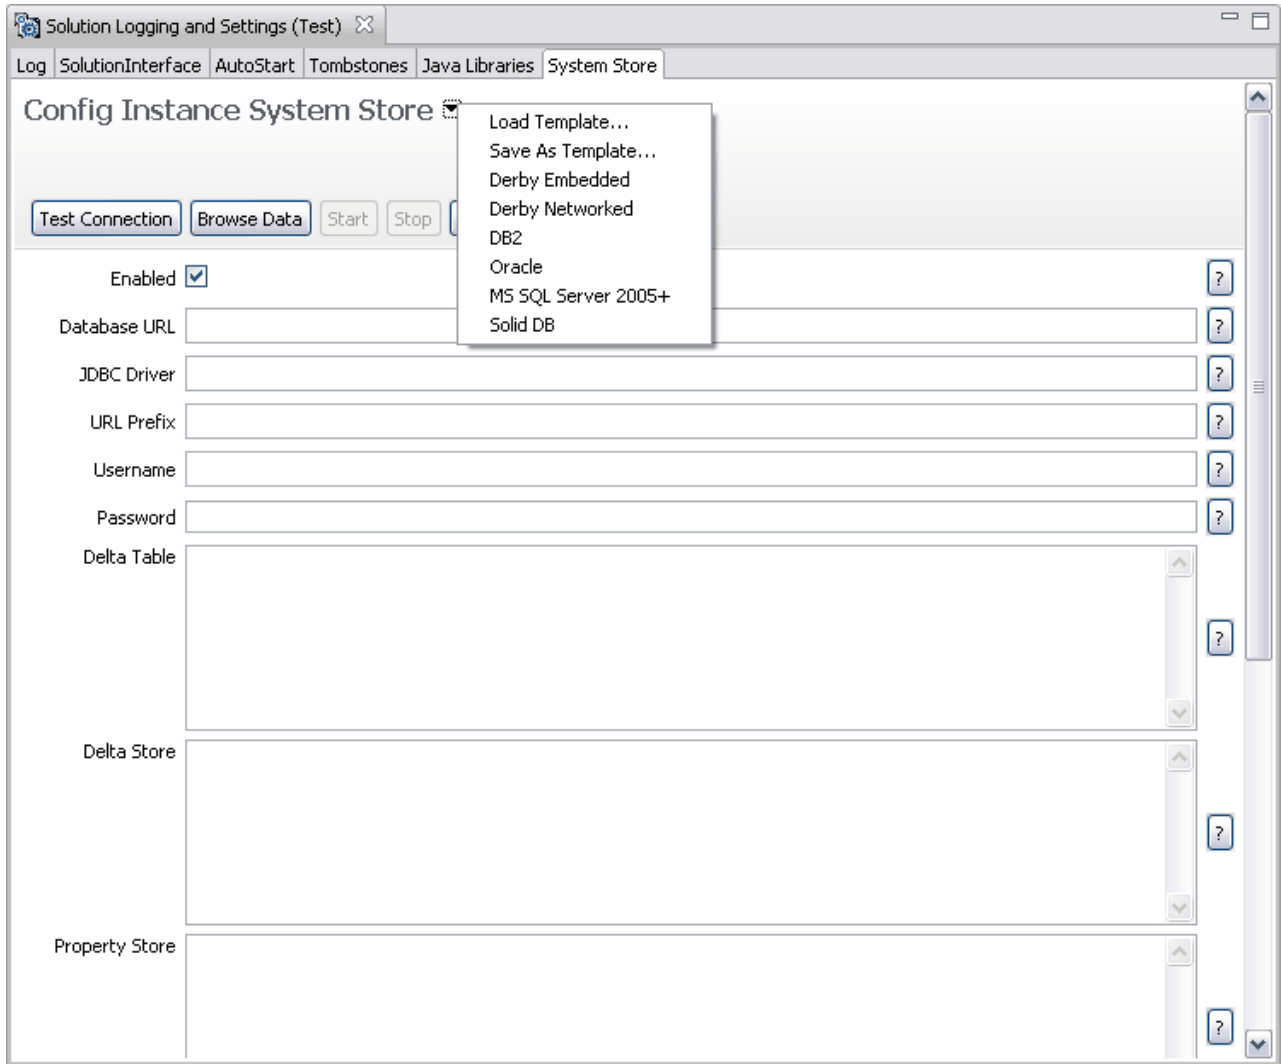 Solution Logging and Settings (Test)
Log SolutionInterface AutoStart Tombstones Java Libraries System Store
Config Instance System Store
Load Template...
Save As Template...
Derby Embedded
Derby Networked
DB2
Oracle
MS SQL Server 2005+
Solid DB
Test Connection Browse Data Start Stop
Enabled ?
Database URL ?
JDBC Driver ?
URL Prefix ?
Username ?
Password ?
Delta Table ?
Delta Store ?
Property Store ?